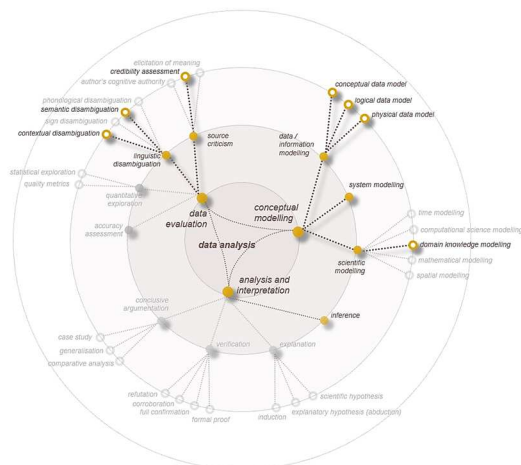 elicitation of meaning
credibility assessment
author's cognitive authority
phonological disambiguation
semantic disambiguation
sign disambiguation
contextual disambiguation
linguistic
disambiguation
source
criticism
statistical exploration
quality metrics
quantitative
exploration
accuracy
assessment
data
evaluation
data analysis
conceptual data model
logical data model
physical data model
data /
information
modelling
system modelling
conceptual
modelling
time modelling
computational science modelling
domain knowledge modelling
mathematical modelling
spatial modelling
scientific
modelling
analysis and
interpretation
inference
conclusive
argumentation
case study
generalisation
comparative analysis
verification
explanation
refutation
corroboration
full confirmation
formal proof
scientific hypothesis
explanatory hypothesis (abduction)
induction